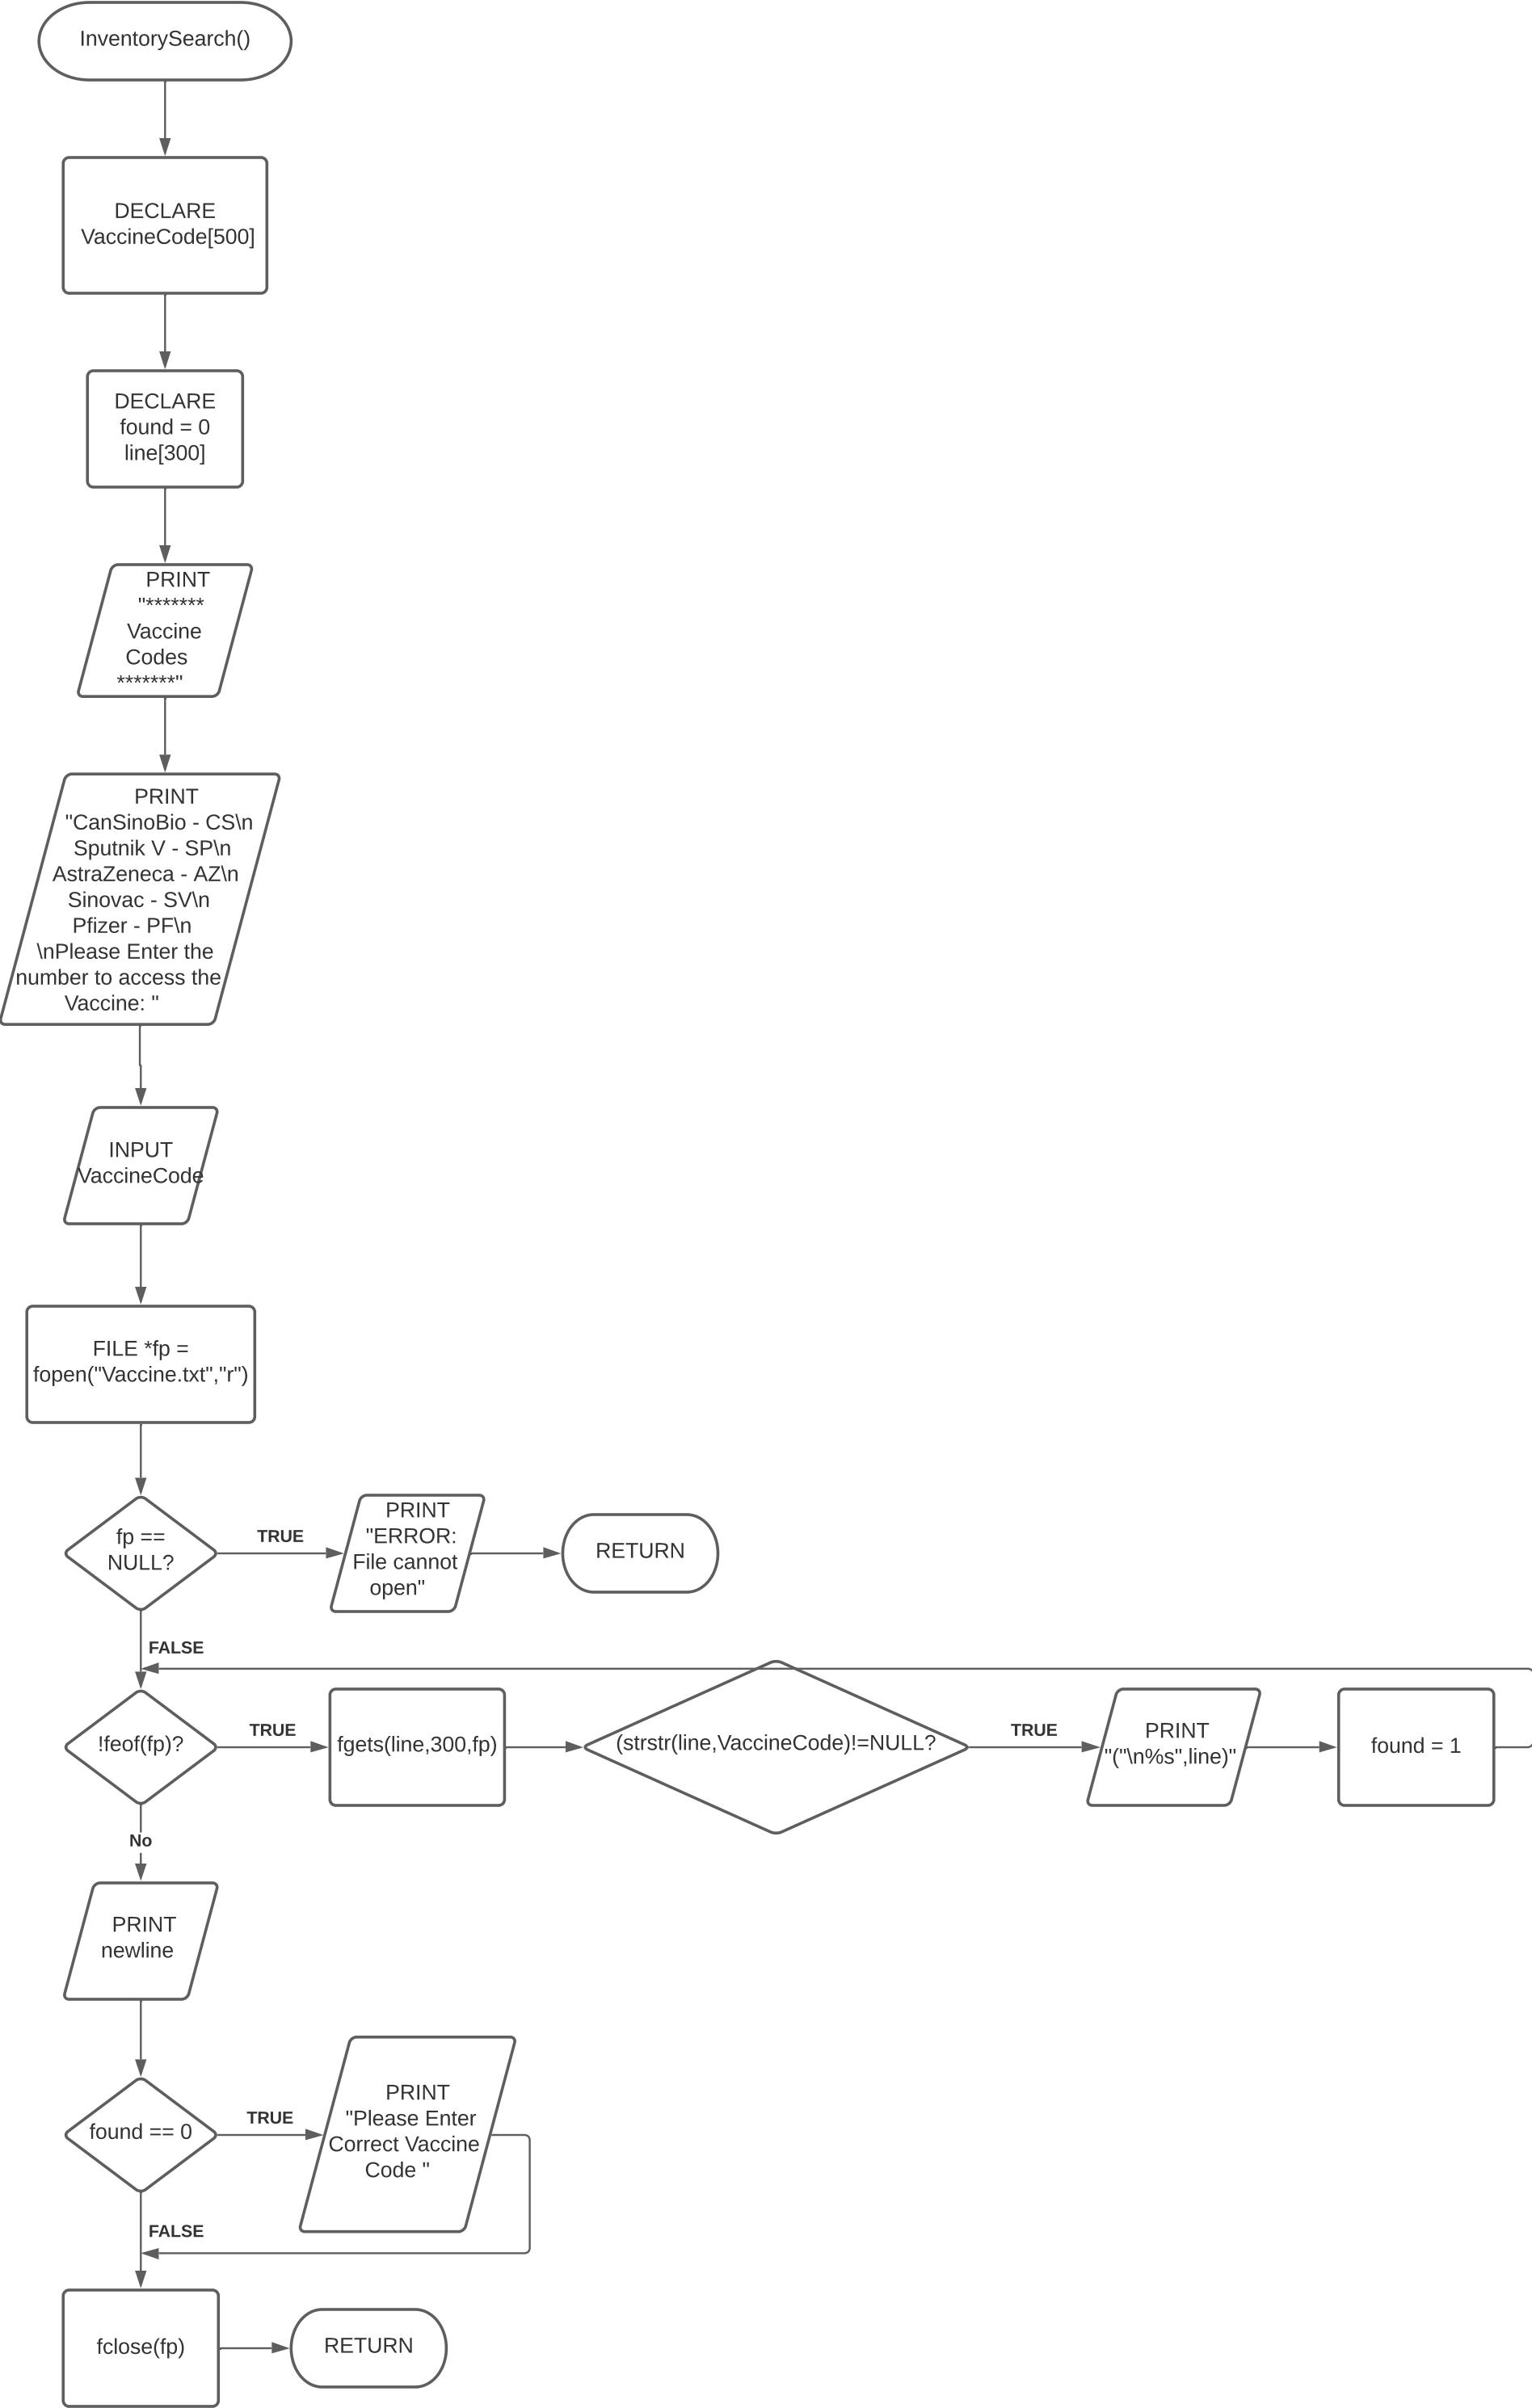 InventorySearch()
DECLARE
VaccineCode[500]
DECLARE
found = 0
line[300]
PRINT
"*******
Vaccine
Codes
*******"
PRINT
"CanSinoBio - CS\n
Sputnik V - SP\n
AstraZeneca - AZ\n
Sinovac - SV\n
Pfizer - PF\n
\nPlease Enter the
number to access the
Vaccine: "
INPUT
VaccineCode
FILE *fp =
fopen("Vaccine.txt","r")
fp ==
NULL?
TRUE
PRINT
"ERROR:
File cannot
open"
RETURN
FALSE
!feof(fp)?
TRUE
fgets(line,300,fp)
(strstr(line,VaccineCode)!=NULL?
TRUE
PRINT
"("\n%s",line)"
found = 1
No
PRINT
newline
found == 0
TRUE
PRINT
"Please Enter
Correct Vaccine
Code "
FALSE
fclose(fp)
RETURN